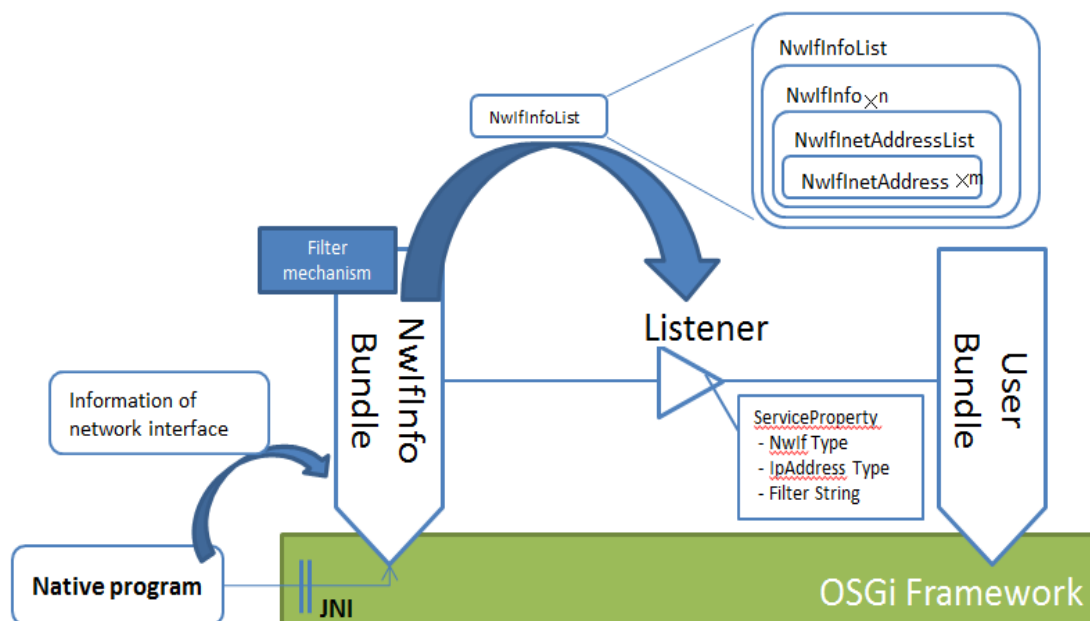 NwIfInfoList
NwIfInfo×n
NwIfInetAddressList
NwIfInetAddress ×m
NwIfInfoList
Filter
mechanism
NwIfInfo
Bundle
Listener
User
Bundle
Information of
network interface
ServiceProperty
- NwIf Type
- IpAddress Type
- Filter String
Native program
JNI
OSGi Framework